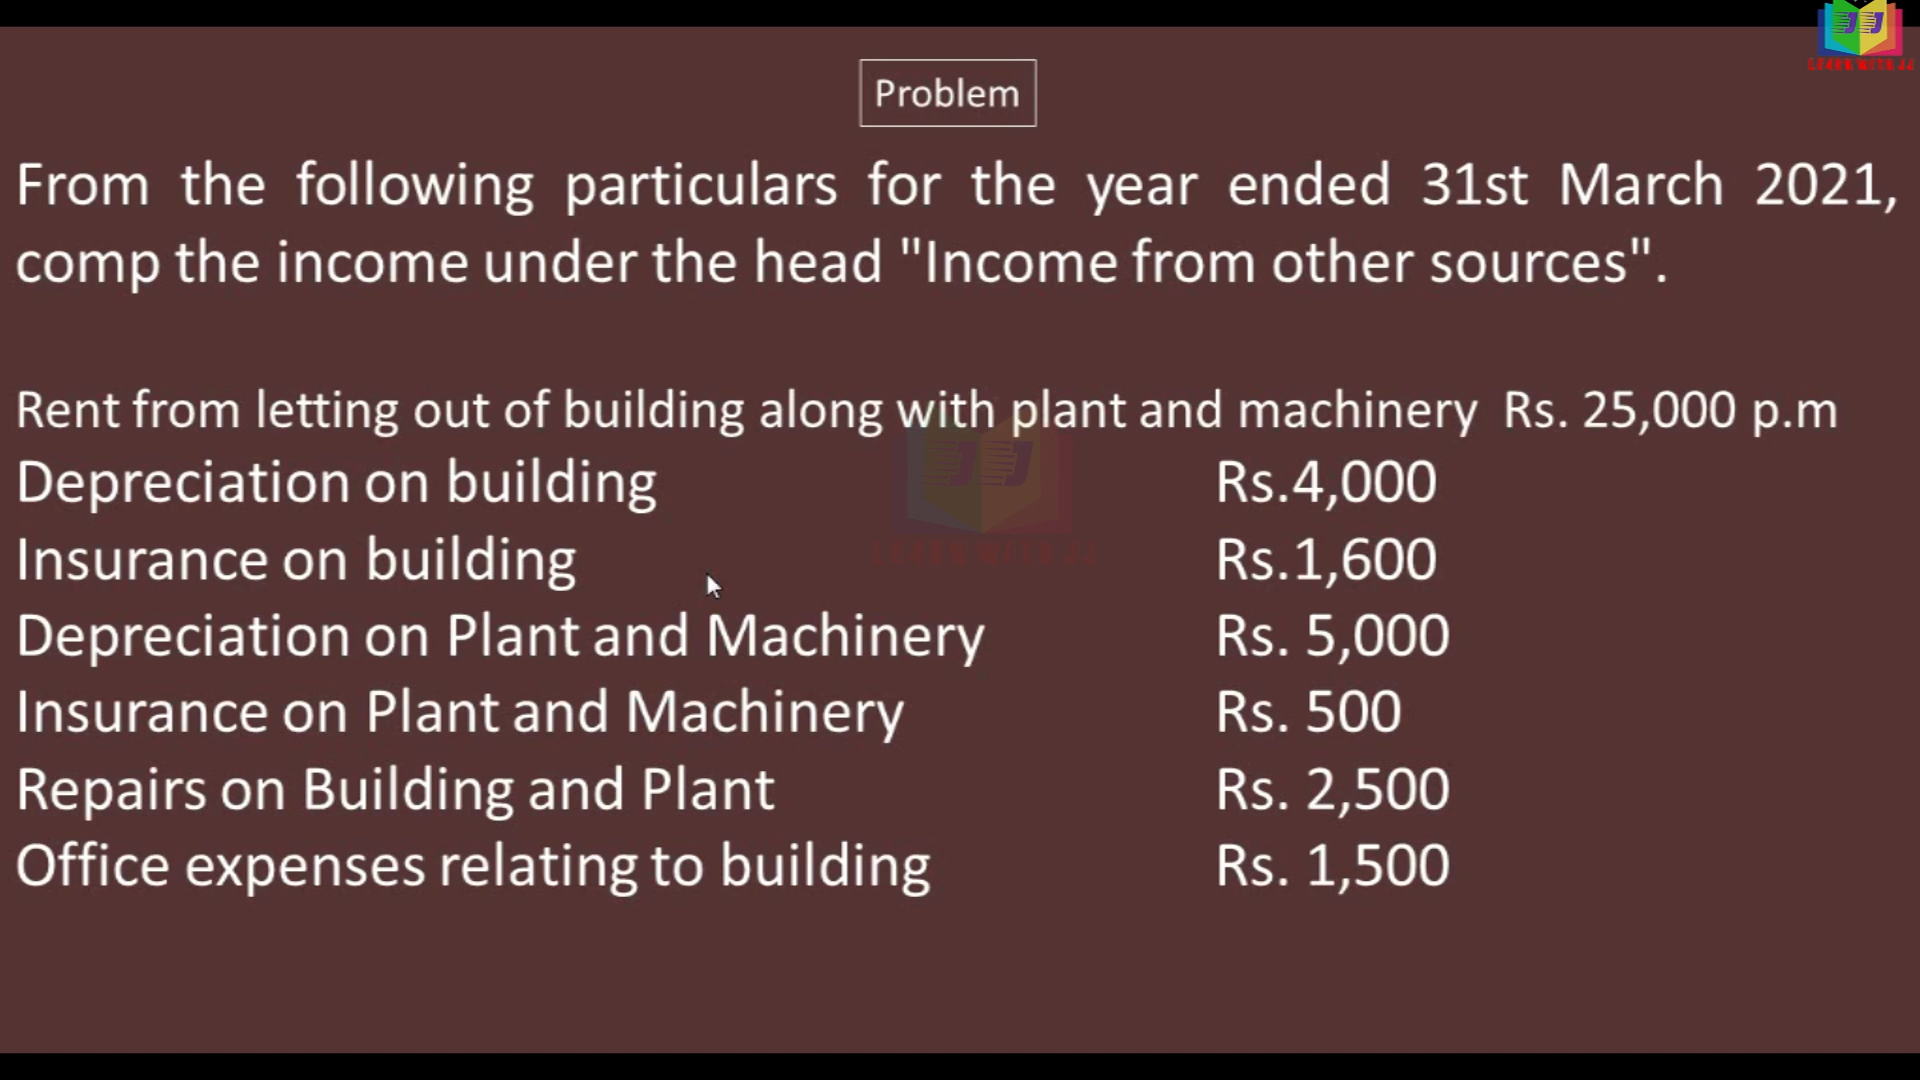 LEARN WITH JJ
Problem
From the following particulars for the year ended 31st March 2021,
comp the income under the head "Income from other sources".
Rent from letting out of building along with plant and machinery Rs. 25,000 p.m
Depreciation on building Rs.4,000
Insurance on building Rs.1,600
Depreciation on Plant and Machinery Rs. 5,000
Insurance on Plant and Machinery Rs. 500
Repairs on Building and Plant Rs. 2,500
Office expenses relating to building Rs. 1,500